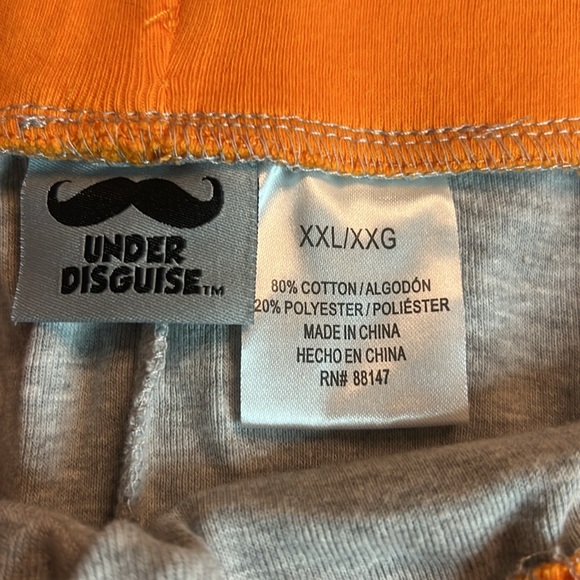 UNDER
DISGUISE™
XXL/XXG
80% COTTON / ALGODÓN
20% POLYESTER / POLIÉSTER
MADE IN CHINA
HECHO EN CHINA
RN# 88147